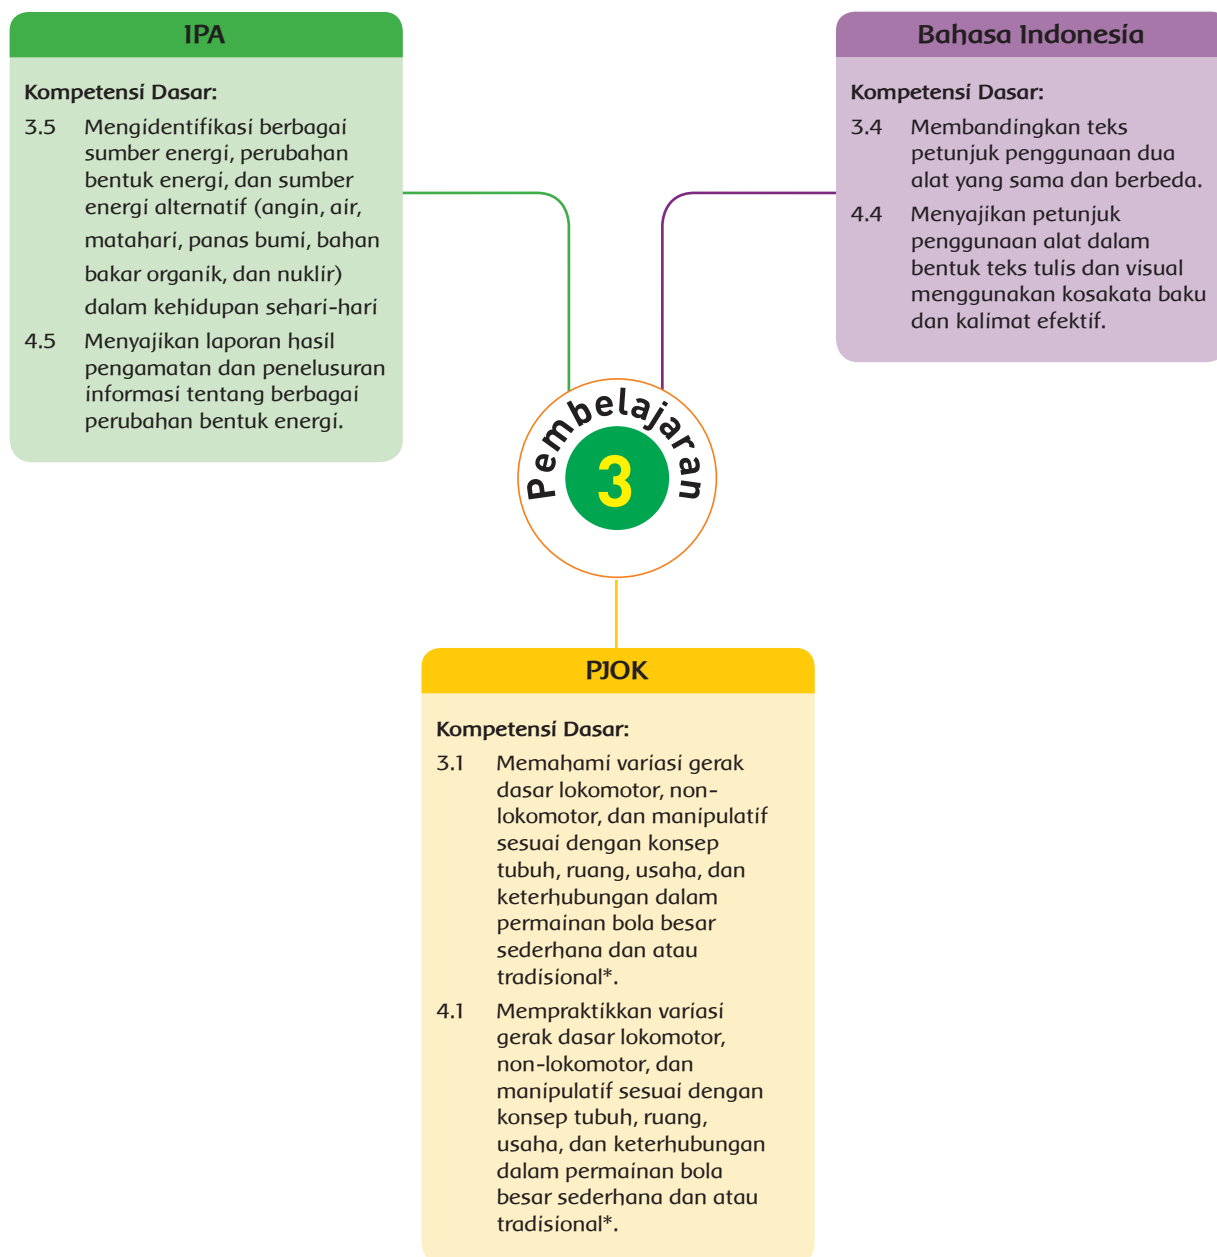 IPA
Kompetensi Dasar:
3.5 Mengidentifikasi berbagai
sumber energi, perubahan
bentuk energi, dan sumber
energi alternatif (angin, air,
matahari, panas bumi, bahan
bakar organik, dan nuklir)
dalam kehidupan sehari-hari
4.5 Menyajikan laporan hasil
pengamatan dan penelusuran
informasi tentang berbagai
perubahan bentuk energi.
Bahasa Indonesia
Kompetensi Dasar:
3.4 Membandingkan teks
petunjuk penggunaan dua
alat yang sama dan berbeda.
4.4 Menyajikan petunjuk
penggunaan alat dalam
bentuk teks tulis dan visual
menggunakan kosakata baku
dan kalimat efektif.
Pembelajaran
3
PJOK
Kompetensi Dasar:
3.1 Memahami variasi gerak
dasar lokomotor, non-
lokomotor, dan manipulatif
sesuai dengan konsep
tubuh, ruang, usaha, dan
keterhubungan dalam
permainan bola besar
sederhana dan atau
tradisional*.
4.1 Mempraktikkan variasi
gerak dasar lokomotor,
non-lokomotor, dan
manipulatif sesuai dengan
konsep tubuh, ruang,
usaha, dan keterhubungan
dalam permainan bola
besar sederhana dan atau
tradisional*.